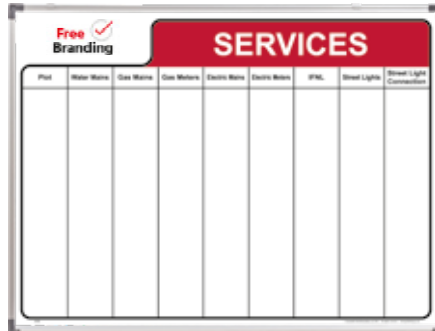 Free
Branding
SERVICES
Plot
Water Mains
Gas Mains
Gas Meters
Electric Mains
Electric Meters
IFNL
Street Lights
Street Light
Connection